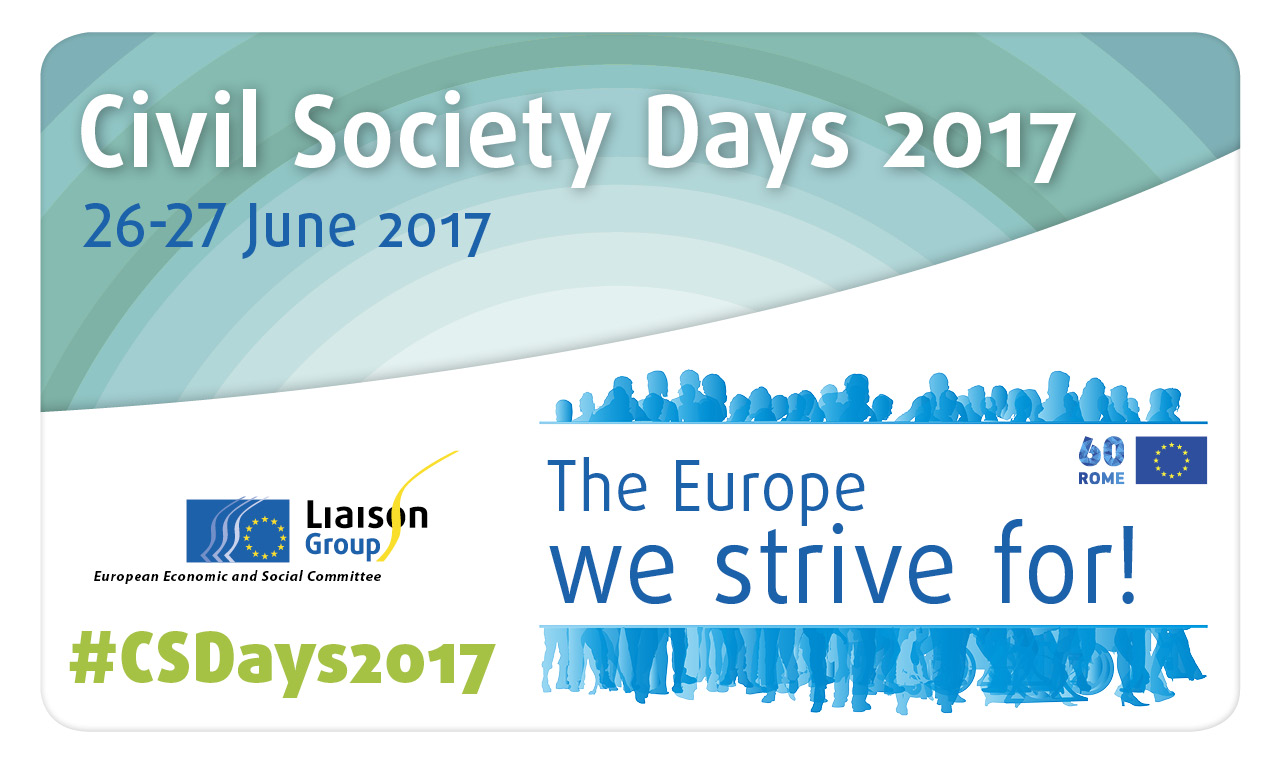 Civil Society Days 2017
26-27 June 2017
60
ROME
The Europe
we strive for!
Liaison
Group
European Economic and Social Committee
#CSDays2017